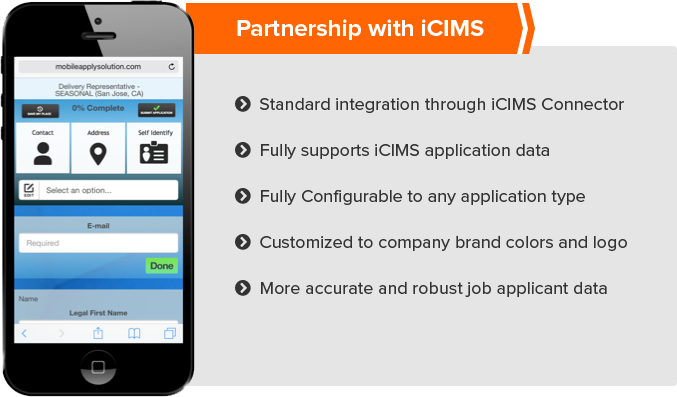 Partnership with iCIMS
mobileapplysolution.com
Delivery Representative -
SEASONAL (San Jose, CA)
SAVE MY PLACE
0% Complete
SUBMIT APPLICATION
Contact
Address
Self Identify
EDIT
Select an option...
E-mail
Required
Done
Name
Legal First Name
Standard integration through iCIMS Connector
Fully supports iCIMS application data
Fully Configurable to any application type
Customized to company brand colors and logo
More accurate and robust job applicant data